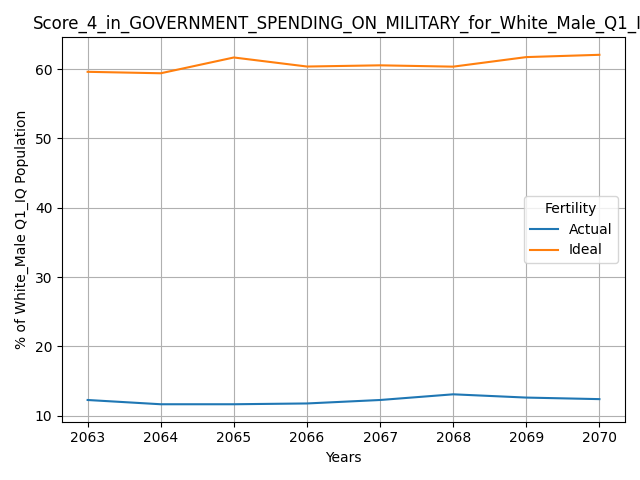 Score_4_in_GOVERNMENT_SPENDING_ON_MILITARY_for_White_Male_Q1_I
% of White_Male Q1_IQ Population
60
50
40
30
20
10
Fertility
Actual
Ideal
2063 2064 2065 2066 2067 2068 2069 2070
Years